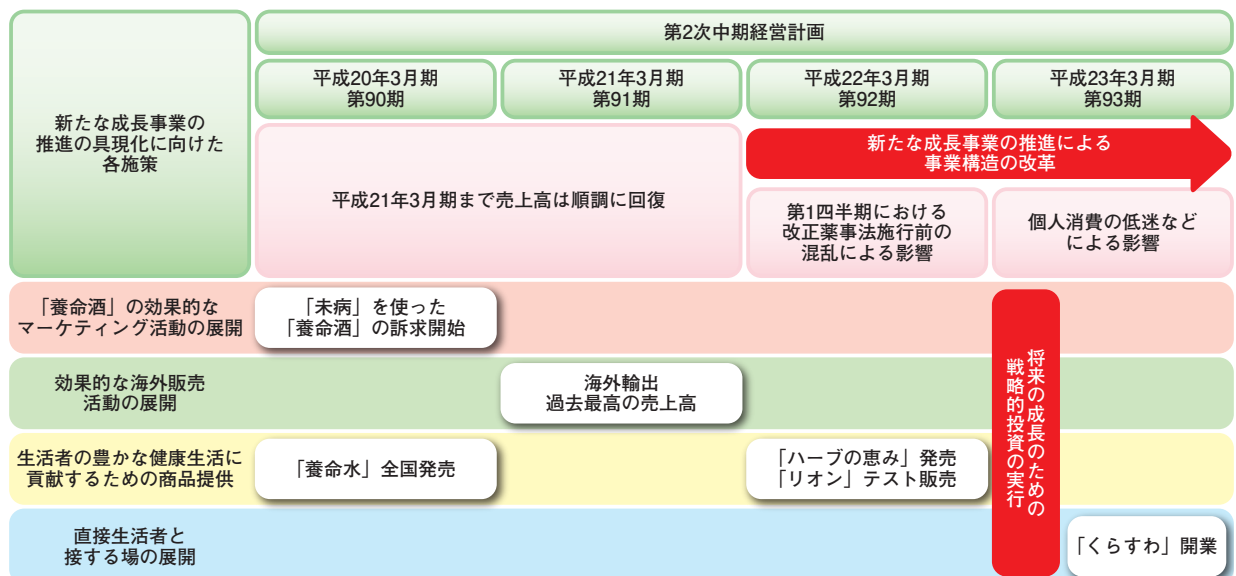 新たな成長事業の
推進の具現化に向けた
各施策
第2次中期経営計画
平成20年3月期
第90期
平成21年3月期
第91期
平成22年3月期
第92期
平成23年3月期
第93期
新たな成長事業の推進による
事業構造の改革
平成21年3月期まで売上高は順調に回復
第1四半期における
改正薬事法施行前の
混乱による影響
個人消費の低迷など
による影響
「養命酒」の効果的な
マーケティング活動の展開
「未病」を使った
「養命酒」の訴求開始
効果的な海外販売
活動の展開
海外輸出
過去最高の売上高
生活者の豊かな健康生活に
貢献するための商品提供
「養命水」全国発売
「ハーブの恵み」発売
「リオン」テスト販売
将来の成長のための
戦略的投資の実行
直接生活者と
接する場の展開
「くらすわ」開業